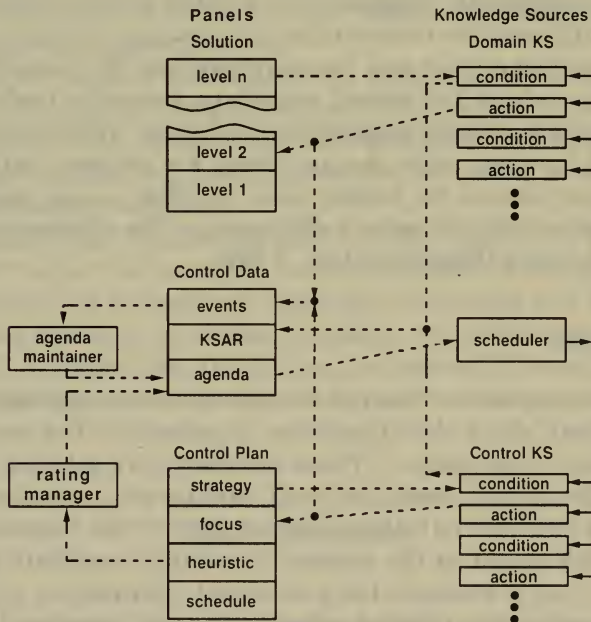 Panels
Knowledge Sources
Solution
Domain KS
level n
condition
action
level 2
condition
level 1
action
Control Data
events
agenda
maintainer
KSAR
scheduler
agenda
Control Plan
Control KS
rating
manager
strategy
condition
focus
action
heuristic
condition
schedule
action